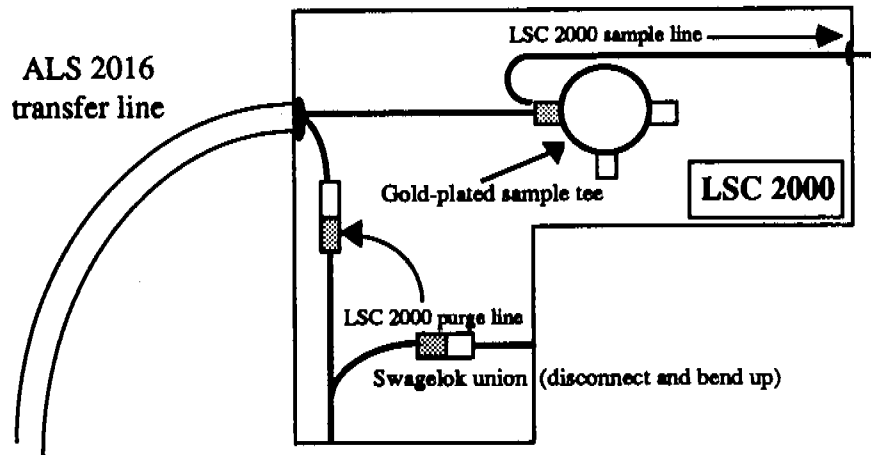 LSC 2000 sample line
ALS 2016
transfer line
Gold-plated sample tee
LSC 2000
LSC 2000 purge line
Swagelok union (disconnect and bend up)